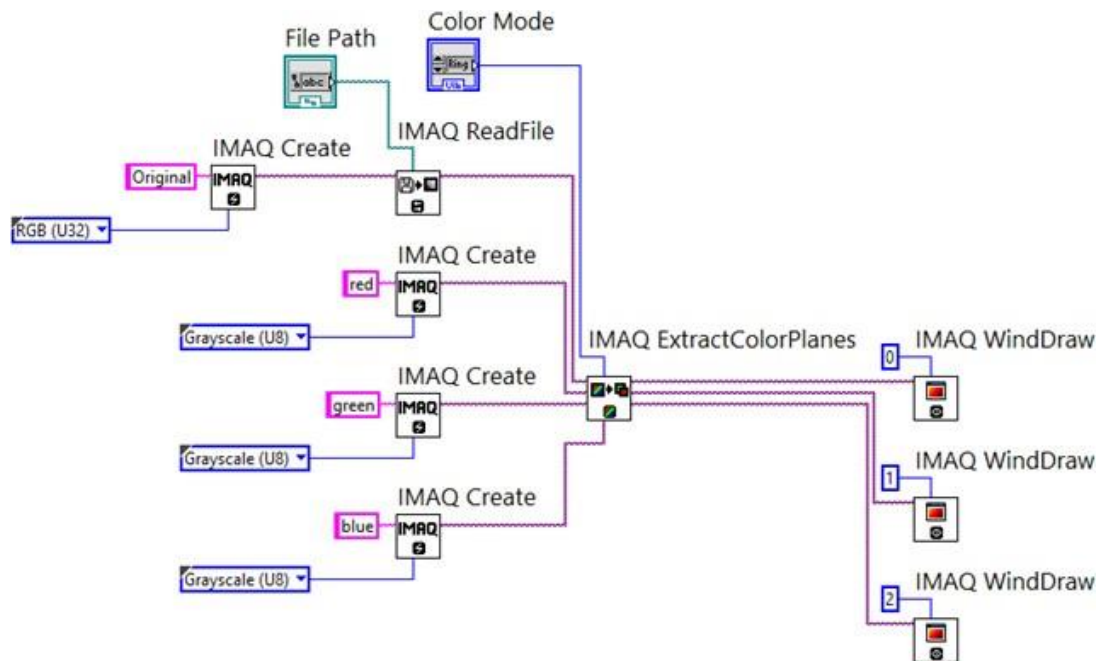 Color Mode
File Path
abc
Ring
IMAQ ReadFile
IMAQ Create
Original
IMAQ
RGB (U32)
IMAQ Create
red
IMAQ
Grayscale (U8)
IMAQ ExtractColorPlanes
IMAQ WindDraw
0
IMAQ Create
green
IMAQ
Grayscale (U8)
IMAQ WindDraw
1
IMAQ Create
blue
IMAQ
Grayscale (U8)
IMAQ WindDraw
2